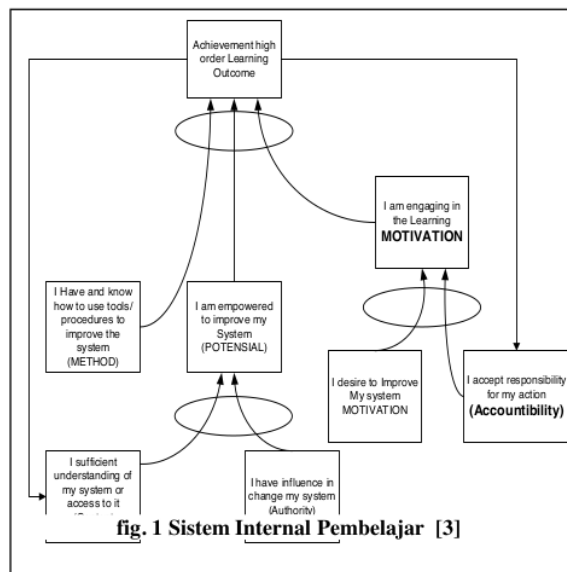 Achievement high
order Learning
Outcome
I am engaging in
the Learning
MOTIVATION
I Have and know
how to use tools/
procedures to
improve the
system
(METHOD)
I am empowered
to improve my
System
(POTENSIAL)
I desire to Improve
My system
MOTIVATION
I accept responsibility
for my action
(Accountibility)
I sufficient
understanding of
my system or
access to it
I have influence in
change my system
(Authority)
fig. 1 Sistem Internal Pembelajar [3]